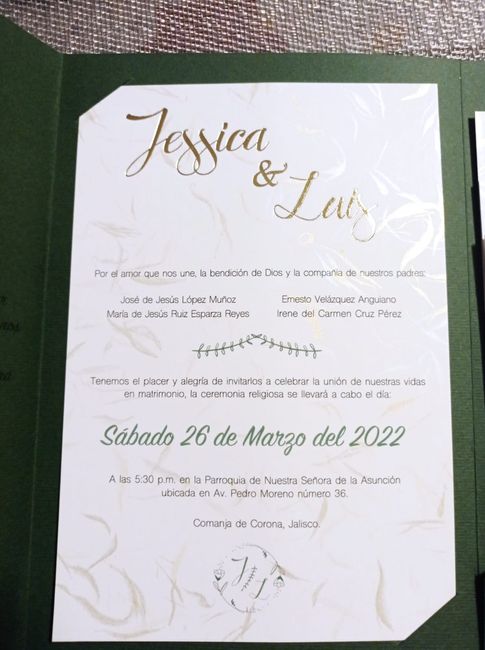 Jessica
&
Luis
Por el amor que nos une, la bendición de Dios y la compañía de nuestros padres:
José de Jesús López Muñoz
María de Jesús Ruiz Esparza Reyes
Ernesto Velázquez Anguiano
Irene del Carmen Cruz Pérez
Tenemos el placer y alegría de invitarlos a celebrar la unión de nuestras vidas
en matrimonio, la ceremonia religiosa se llevará a cabo el día:
Sábado 26 de Marzo del 2022
A las 5:30 p.m. en la Parroquia de Nuestra Señora de la Asunción
ubicada en Av. Pedro Moreno número 36.
Comanja de Corona, Jalisco.
J L